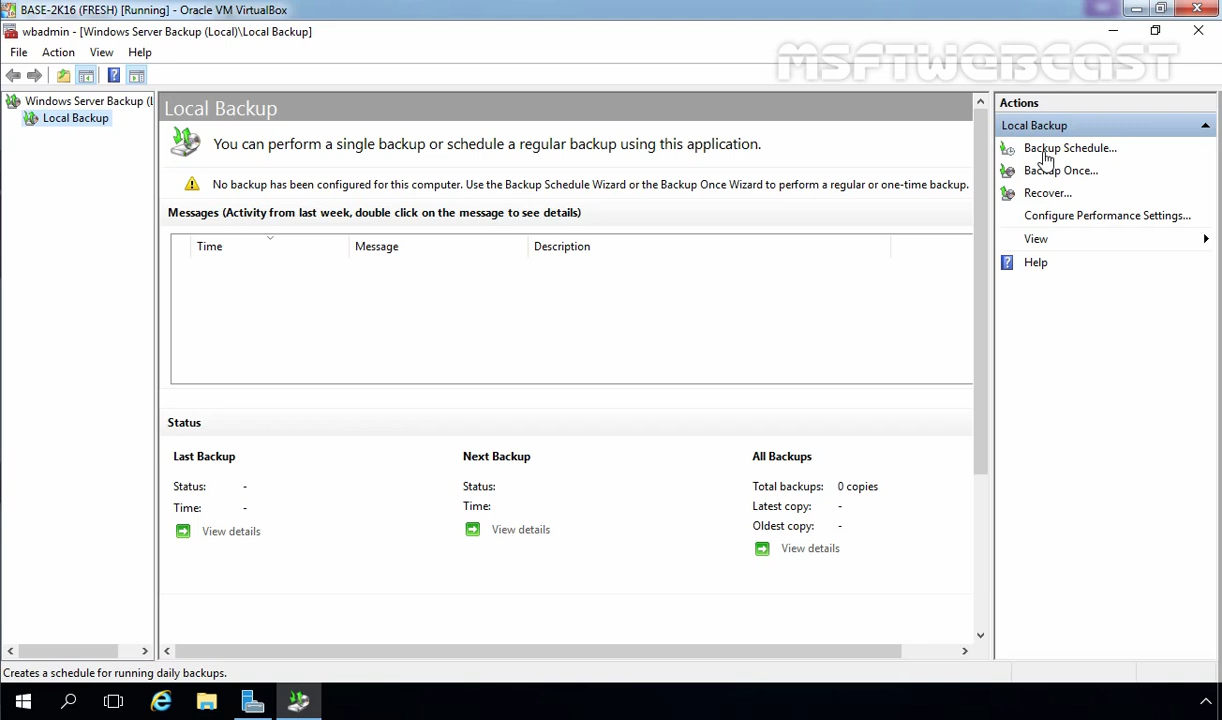 BASE-2K16 (FRESH) [Running] - Oracle VM VirtualBox
wbadmin - [Windows Server Backup (Local)\Local Backup]
File Action View Help
MSFTWEBCAST
Windows Server Backup (L
Local Backup
Local Backup
You can perform a single backup or schedule a regular backup using this application.
No backup has been configured for this computer. Use the Backup Schedule Wizard or the Backup Once Wizard to perform a regular or one-time backup.
Messages (Activity from last week, double click on the message to see details)
Time Message Description
Status
Last Backup Next Backup All Backups
Status: - Status: Total backups: 0 copies
Time: - Time: Latest copy: -
Oldest copy: -
View details View details
View details
Actions
Local Backup
Backup Schedule...
Backup Once...
Recover...
Configure Performance Settings...
View
Help
Creates a schedule for running daily backups.